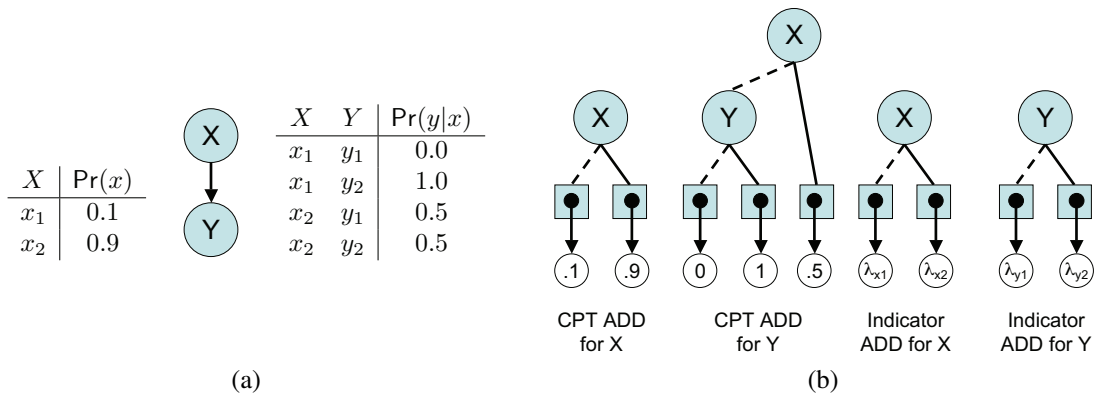 X Pr(x)
x1 0.1
x2 0.9
X
Y
X Y Pr(y|x)
x1 y1 0.0
x1 y2 1.0
x2 y1 0.5
x2 y2 0.5
(a)
X
X Y X Y
.1 .9 0 1 .5 λx1 λx2 λy1 λy2
CPT ADD
for X
CPT ADD
for Y
Indicator
ADD for X
Indicator
ADD for Y
(b)